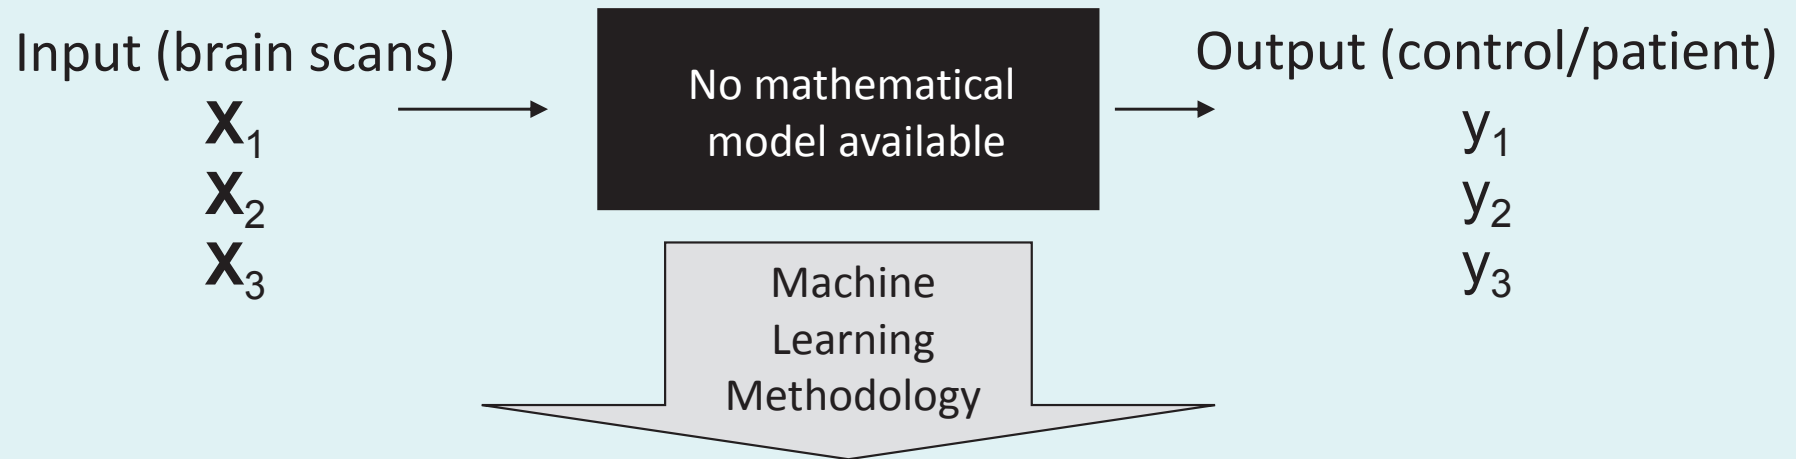 Input (brain scans)
X₁
X₂
X₃
No mathematical
model available
Output (control/patient)
y₁
y₂
y₃
Machine
Learning
Methodology